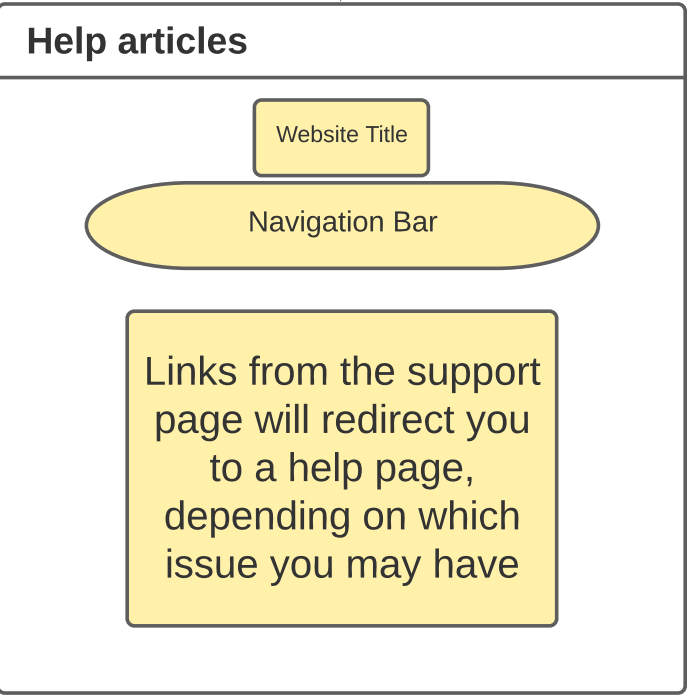 Help articles
Website Title
Navigation Bar
Links from the support
page will redirect you
to a help page,
depending on which
issue you may have